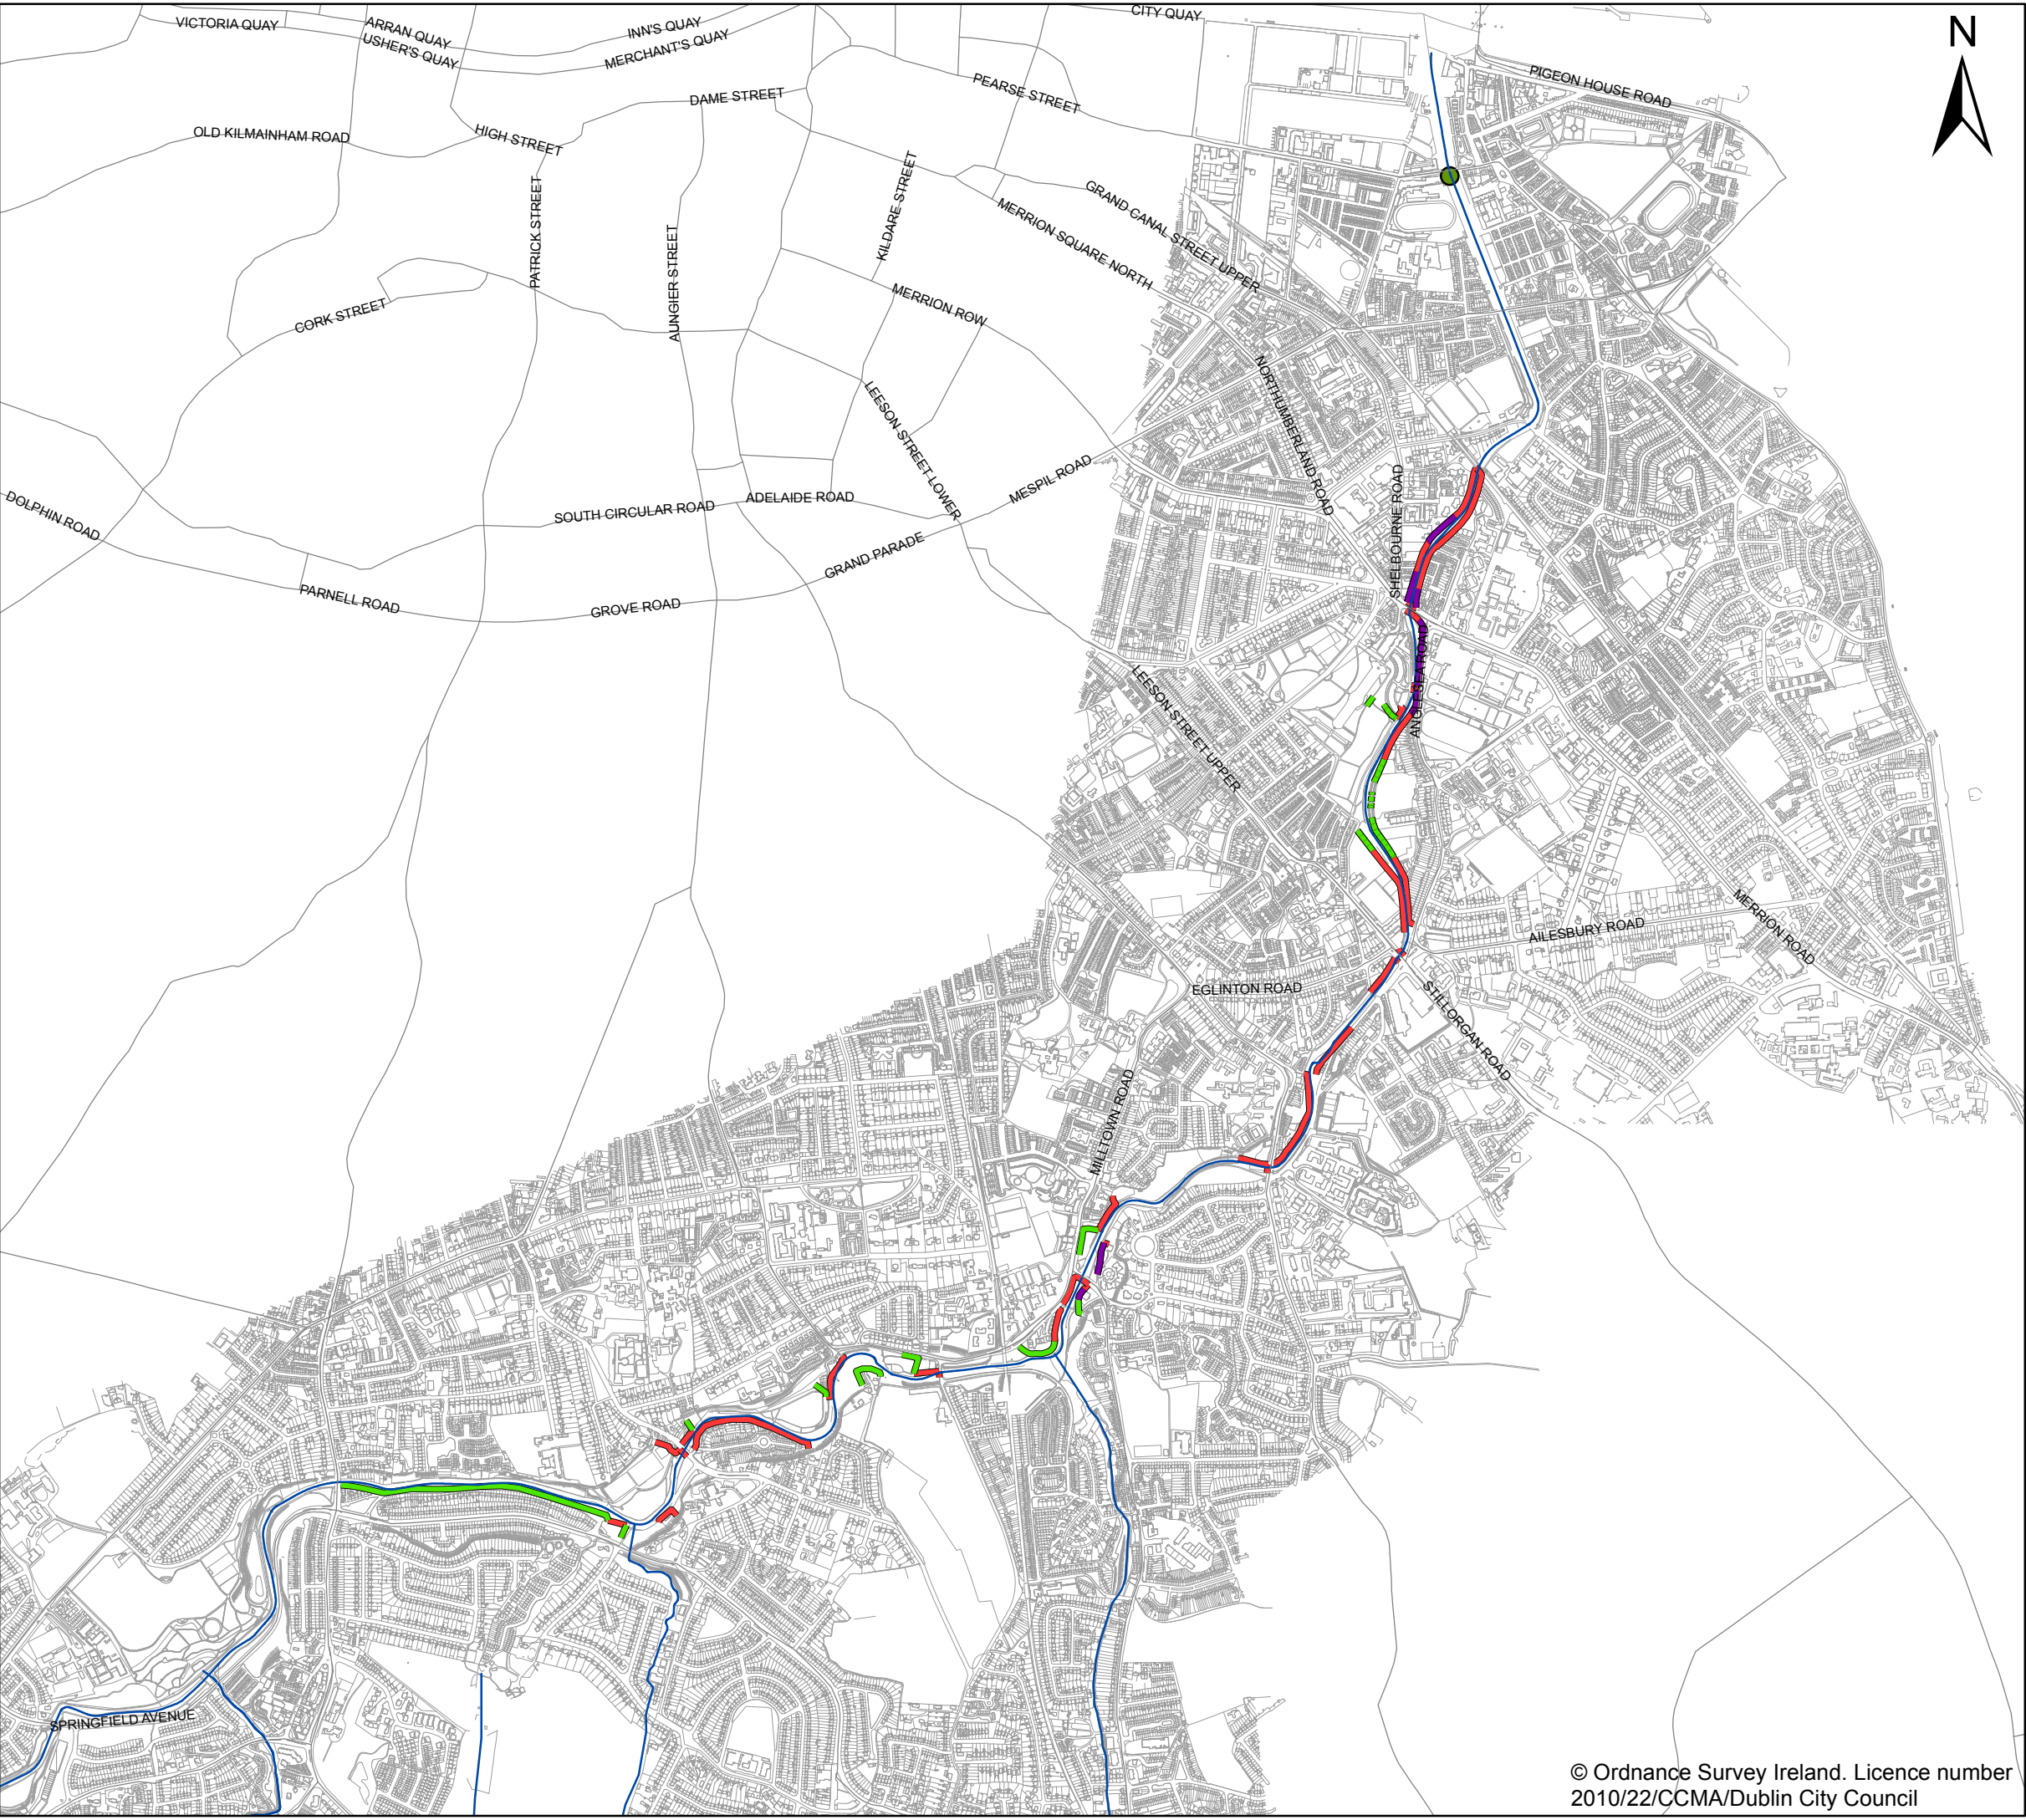 VICTORIA QUAY
ARRAN QUAY
USHER'S QUAY
INN'S QUAY
MERCHANT'S QUAY
CITY QUAY
N
PIGEON HOUSE ROAD
PEARSE STREET
DAME STREET
OLD KILMAINHAM ROAD
HIGH STREET
PATRICK STREET
AUNGIER STREET
KILDARE STREET
GRAND CANAL STREET UPPER
MERRION SQUARE NORTH
MERRION ROW
CORK STREET
LEESON STREET LOWER
NORTHUMBERLAND ROAD
MESPIL ROAD
SHELBOURNE ROAD
DOLPHIN ROAD
SOUTH CIRCULAR ROAD
ADELAIDE ROAD
GRAND PARADE
PARNELL ROAD
GROVE ROAD
ANGLESEA ROAD
LEESON STREET UPPER
MERRION ROAD
AILESBURY ROAD
EGLINTON ROAD
STILLORGAN ROAD
MILLTOWN ROAD
SPRINGFIELD AVENUE
© Ordnance Survey Ireland. Licence number
2010/22/CCMA/Dublin City Council